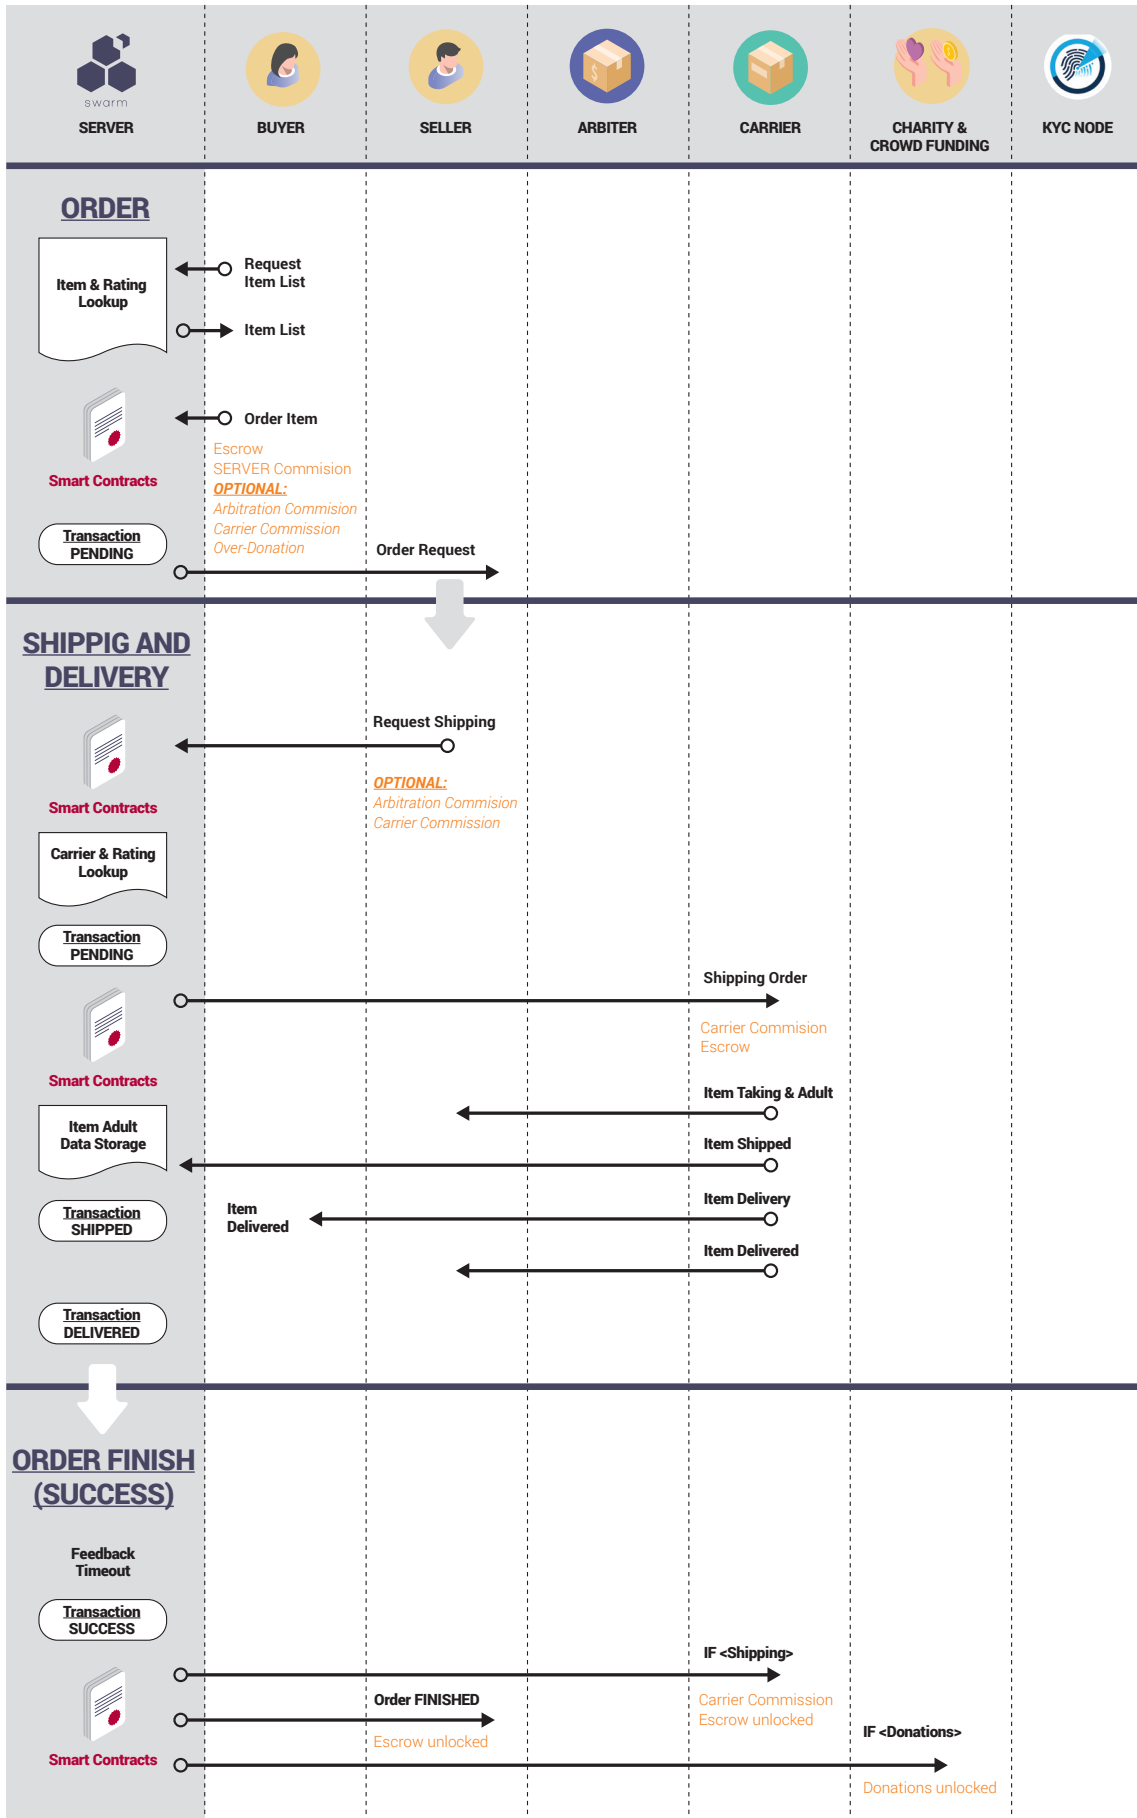 swarm
SERVER
BUYER
SELLER
ARBITER
CARRIER
CHARITY &
CROWD FUNDING
KYC NODE
ORDER
Item & Rating
Lookup
Request
Item List
Item List
Order Item
Smart Contracts
Escrow
SERVER Commision
OPTIONAL:
Arbitration Commision
Carrier Commission
Over-Donation
Transaction
PENDING
Order Request
SHIPPIG AND
DELIVERY
Request Shipping
Smart Contracts
OPTIONAL:
Arbitration Commision
Carrier Commission
Carrier & Rating
Lookup
Transaction
PENDING
Shipping Order
Carrier Commision
Escrow
Smart Contracts
Item Taking & Adult
Item Adult
Data Storage
Item Shipped
Transaction
SHIPPED
Item
Delivered
Item Delivery
Item Delivered
Transaction
DELIVERED
ORDER FINISH
(SUCCESS)
Feedback
Timeout
Transaction
SUCCESS
IF <Shipping>
Carrier Commission
Escrow unlocked
Order FINISHED
Escrow unlocked
Smart Contracts
IF <Donations>
Donations unlocked